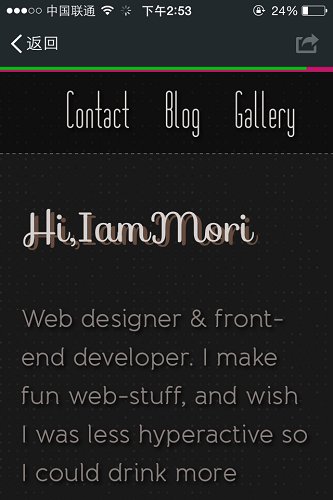 中国联通 下午2:53 24%
返回
Contact Blog Gallery
Hi,IamMori
Web designer & front-
end developer. I make
fun web-stuff, and wish
I was less hyperactive so
I could drink more